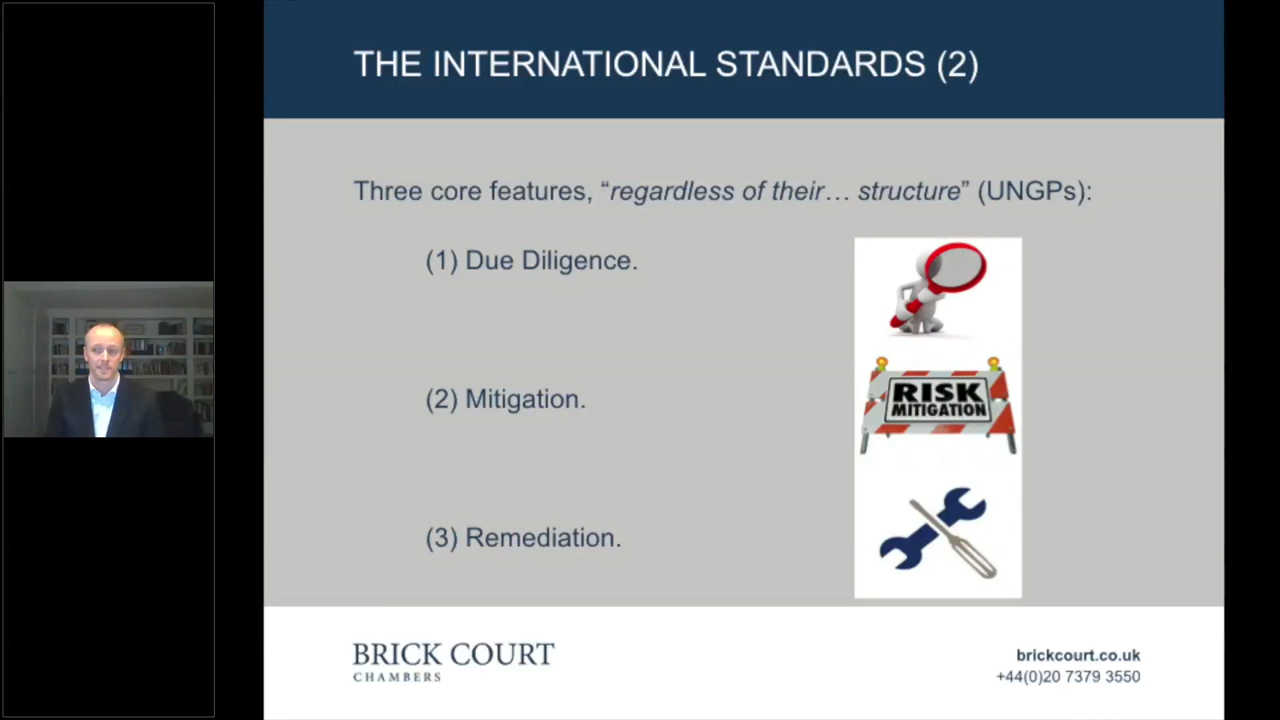 THE INTERNATIONAL STANDARDS (2)
Three core features, “regardless of their… structure” (UNGPs):
(1) Due Diligence.
(2) Mitigation.
RISK
MITIGATION
(3) Remediation.
BRICK COURT
CHAMBERS
brickcourt.co.uk
+44(0)20 7379 3550